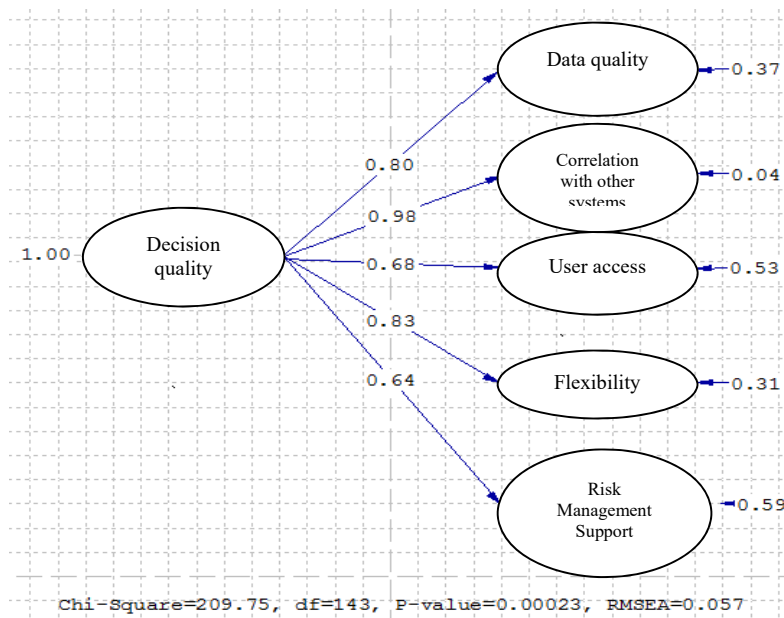 Data quality
0.37
0.80
Correlation
with other
systems
0.04
0.98
Decision
quality
1.00
0.68
User access
0.53
0.83
Flexibility
0.31
0.64
Risk
Management
Support
0.59
Chi-Square=209.75, df=143, P-value=0.00023, RMSEA=0.057